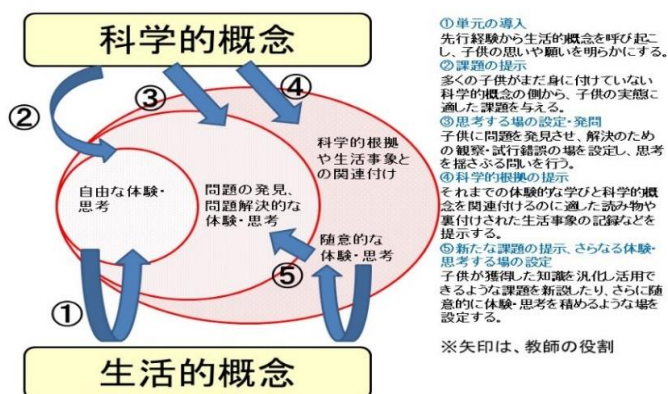 科学的概念
②
③
④
自由な体験・
思考
問題の発見、
問題解決的な
体験・思考
科学的根拠
や生活事象と
の関連付け
随意的な
体験・思考
①
⑤
生活的概念
①単元の導入
先行経験から生活的概念を呼び起こ
し、子供の思いや願いを明らかにする。
②課題の提示
多くの子供がまだ身に付けていない
科学的概念の側から、子供の実態に
適した課題を与える。
③思考する場の設定・発問
子供に問題を発見させ、解決のため
の観察・試行錯誤の場を設定し、思考
を揺さぶる問いを行う。
④科学的根拠の提示
それまでの体験的な学びと科学的概
念を関連付けるのに適した読み物や
裏付けされた生活事象の記録などを
提示する。
⑤新たな課題の提示、さらなる体験・
思考する場の設定
子供が獲得した知識を汎化し活用で
きるような課題を新設したり、さらに随
意的に体験・思考を積めるような場を
設定する。
※矢印は、教師の役割